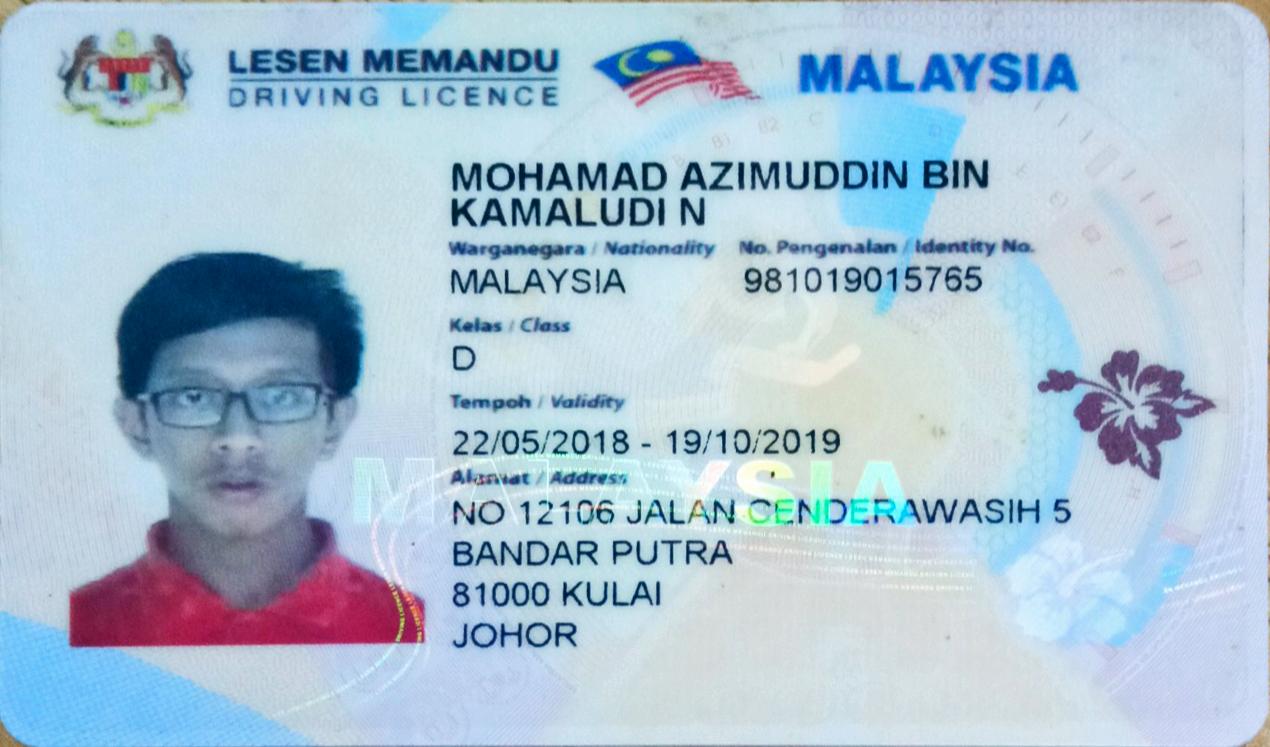 LESEN MEMANDU
DRIVING LICENCE
MALAYSIA
MOHAMAD AZIMUDDIN BIN
KAMALUDI N
Warganegara / Nationality No. Pengenalan / Identity No.
MALAYSIA 981019015765
Kelas / Class
D
Tempoh / Validity
22/05/2018 - 19/10/2019
Alamat / Address
MALAYSIA
NO 12106 JALAN CENDERAWASIH 5
BANDAR PUTRA
81000 KULAI
JOHOR